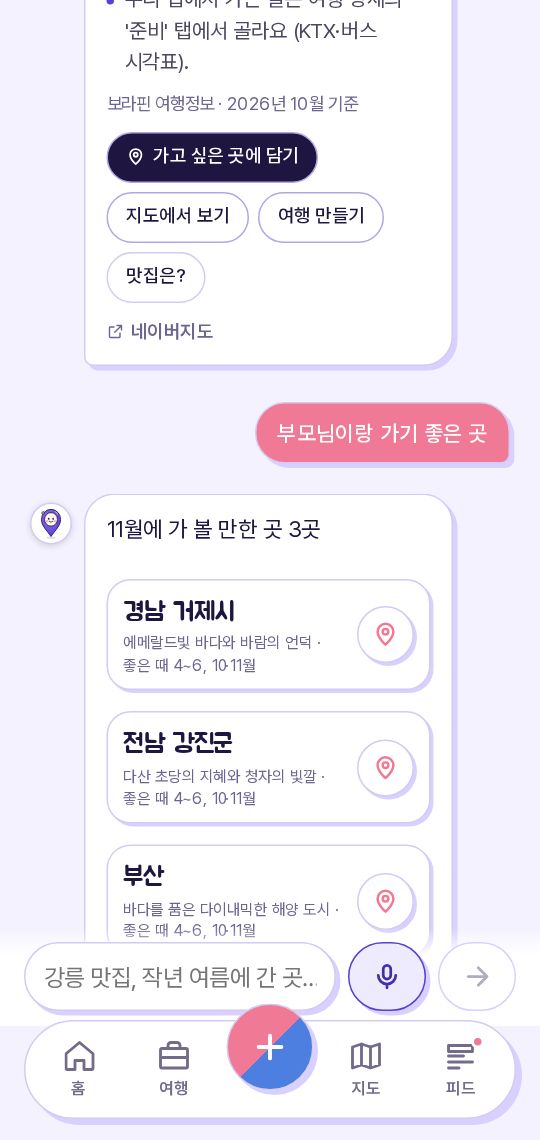 '준비' 탭에서 골라요 (KTX·버스
시각표).
보라핀 여행정보 · 2026년 10월 기준
가고 싶은 곳에 담기
지도에서 보기
여행 만들기
맛집은?
네이버지도
부모님이랑 가기 좋은 곳
11월에 가 볼 만한 곳 3곳
경남 거제시
에메랄드빛 바다와 바람의 언덕 ·
좋은 때 4~6, 10·11월
전남 강진군
다산 초당의 지혜와 청자의 빛깔 ·
좋은 때 4~6, 10·11월
부산
바다를 품은 다이내믹한 해양 도시 ·
좋은 때 4~6, 10·11월
강릉 맛집, 작년 여름에 간 곳...
홈
여행
지도
피드